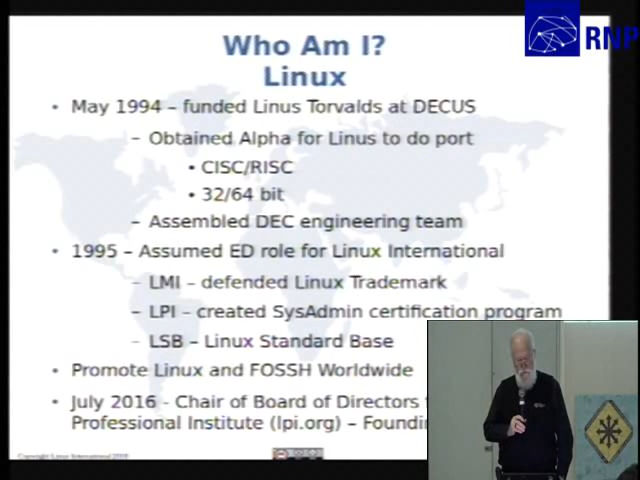 RNP
Who Am I?
Linux
• May 1994 – funded Linus Torvalds at DECUS
– Obtained Alpha for Linus to do port
• CISC/RISC
• 32/64 bit
– Assembled DEC engineering team
• 1995 – Assumed ED role for Linux International
– LMI – defended Linux Trademark
– LPI – created SysAdmin certification program
– LSB – Linux Standard Base
• Promote Linux and FOSSH Worldwide
• July 2016 - Chair of Board of Directors
Professional Institute (lpi.org) –
Copyright Linux International